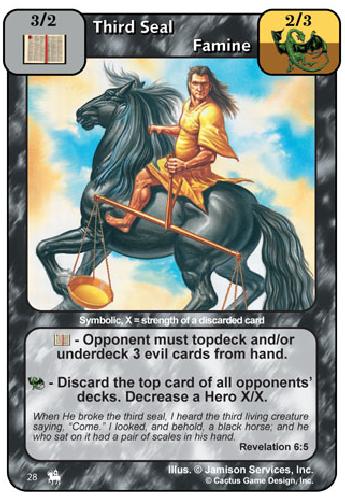 3/2
Third Seal
Famine
2/3
Symbolic, X = strength of a discarded card
- Opponent must topdeck and/or
underdeck 3 evil cards from hand.
- Discard the top card of all opponents'
decks. Decrease a Hero X/X.
When He broke the third seal, I heard the third living creature
saying, "Come." I looked, and behold, a black horse; and he
who sat on it had a pair of scales in his hand.
Revelation 6:5
28
Illus. © Jamison Services, Inc.
© Cactus Game Design, Inc.